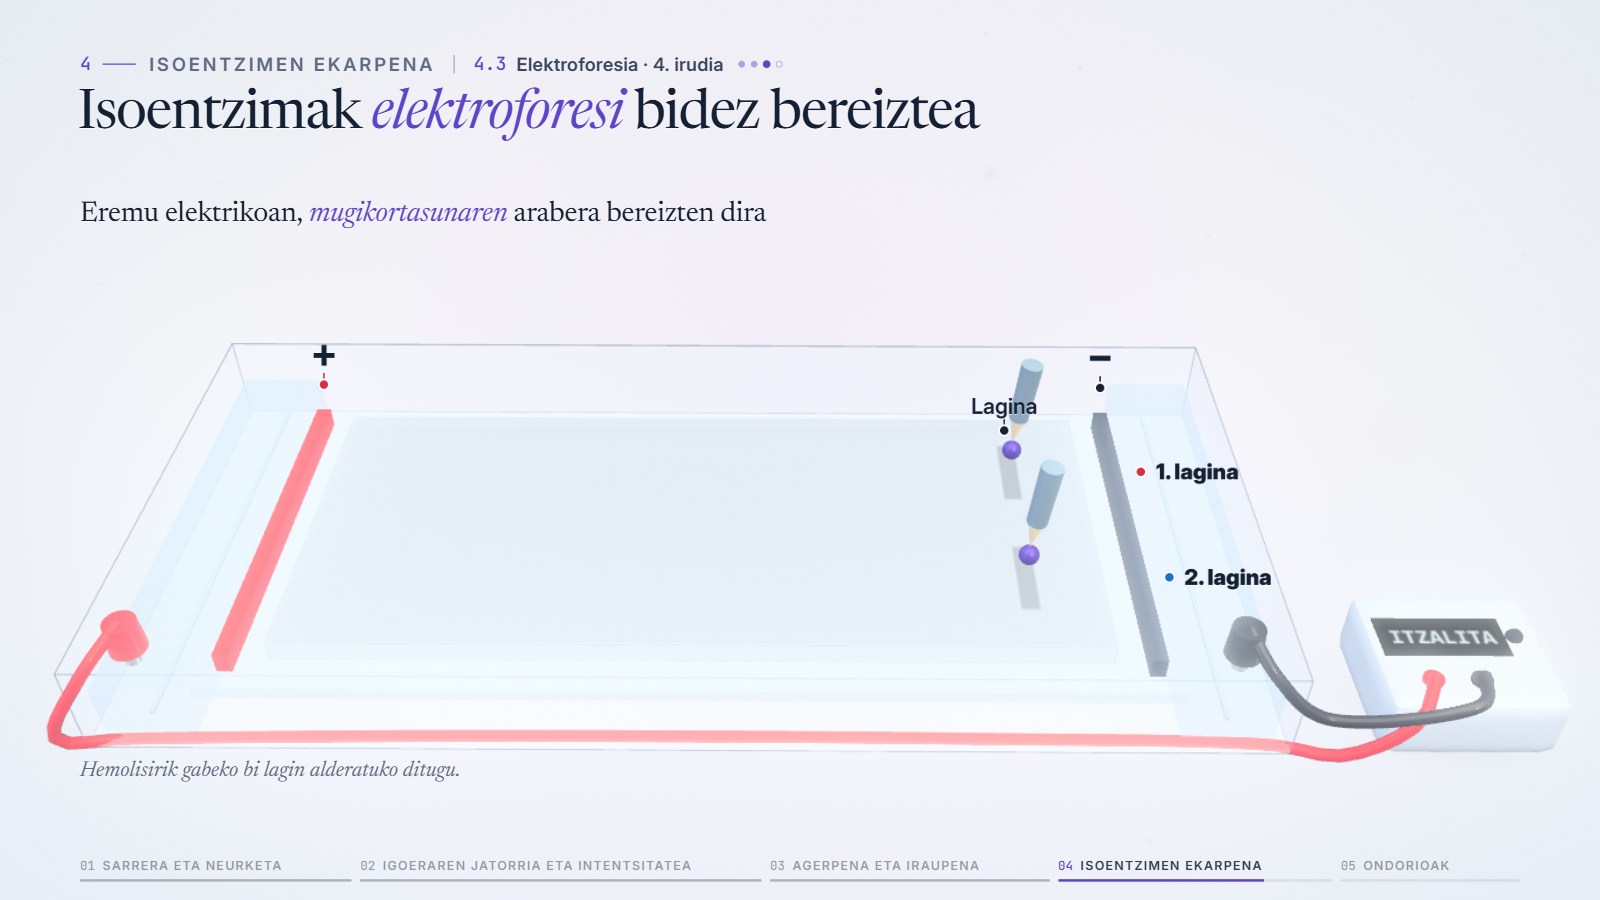 4 — ISOENTZIMEN EKARPENA | 4.3 Elektroforesia · 4. irudia
Isoentzimak elektroforesi bidez bereiztea
Eremu elektrikoan, mugikortasunaren arabera bereizten dira
+
−
Lagina
1. lagina
2. lagina
ITZALITA
Hemolisirik gabeko bi lagin alderatuko ditugu.
01 SARRERA ETA NEURKETA
02 IGOERAREN JATORRIA ETA INTENTSITATEA
03 AGERPENA ETA IRAUPENA
04 ISOENTZIMEN EKARPENA
05 ONDORIOAK